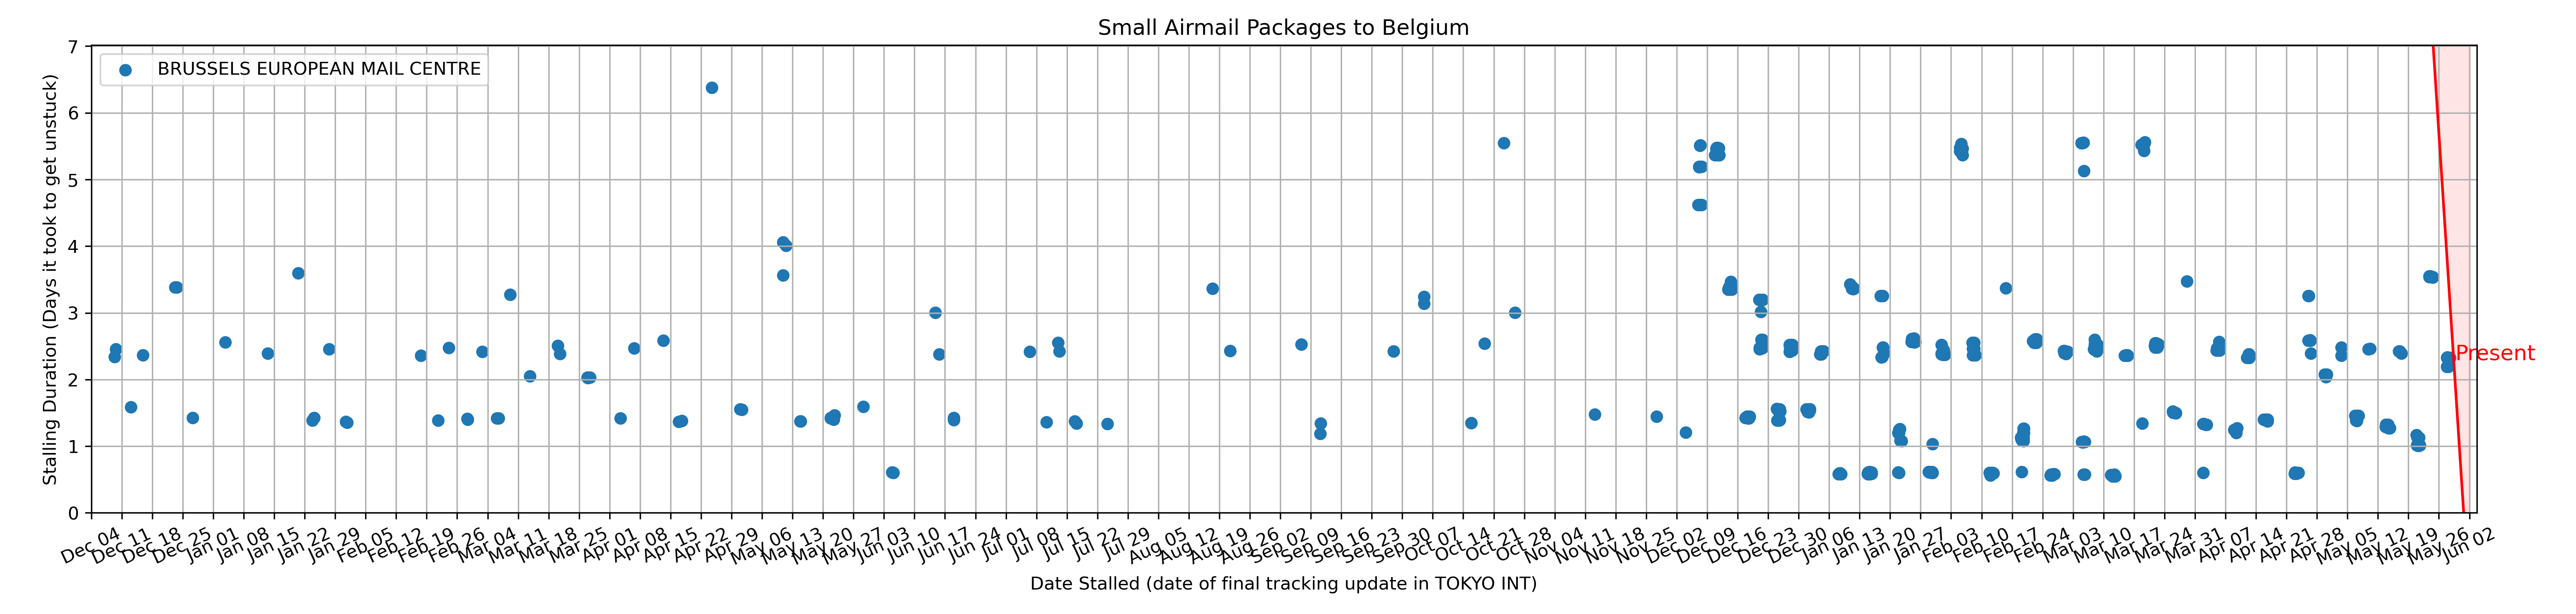 Small Airmail Packages to Belgium
BRUSSELS EUROPEAN MAIL CENTRE
Stalling Duration (Days it took to get unstuck)
7
6
5
4
3
2
1
0
Present
Dec 04 Dec 11 Dec 18 Dec 25 Jan 01 Jan 08 Jan 15 Jan 22 Jan 29 Feb 05 Feb 12 Feb 19 Feb 26 Mar 04 Mar 11 Mar 18 Mar 25 Apr 01 Apr 08 Apr 15 Apr 22 Apr 29 May 06 May 13 May 20 May 27 Jun 03 Jun 10 Jun 17 Jun 24 Jul 01 Jul 08 Jul 15 Jul 22 Jul 29 Aug 05 Aug 12 Aug 19 Aug 26 Sep 02 Sep 09 Sep 16 Sep 23 Sep 30 Oct 07 Oct 14 Oct 21 Oct 28 Nov 04 Nov 11 Nov 18 Nov 25 Dec 02 Dec 09 Dec 16 Dec 23 Dec 30 Jan 06 Jan 13 Jan 20 Jan 27 Feb 03 Feb 10 Feb 17 Feb 24 Mar 03 Mar 10 Mar 17 Mar 24 Mar 31 Apr 07 Apr 14 Apr 21 Apr 28 May 05 May 12 May 19 May 26 Jun 02
Date Stalled (date of final tracking update in TOKYO INT)